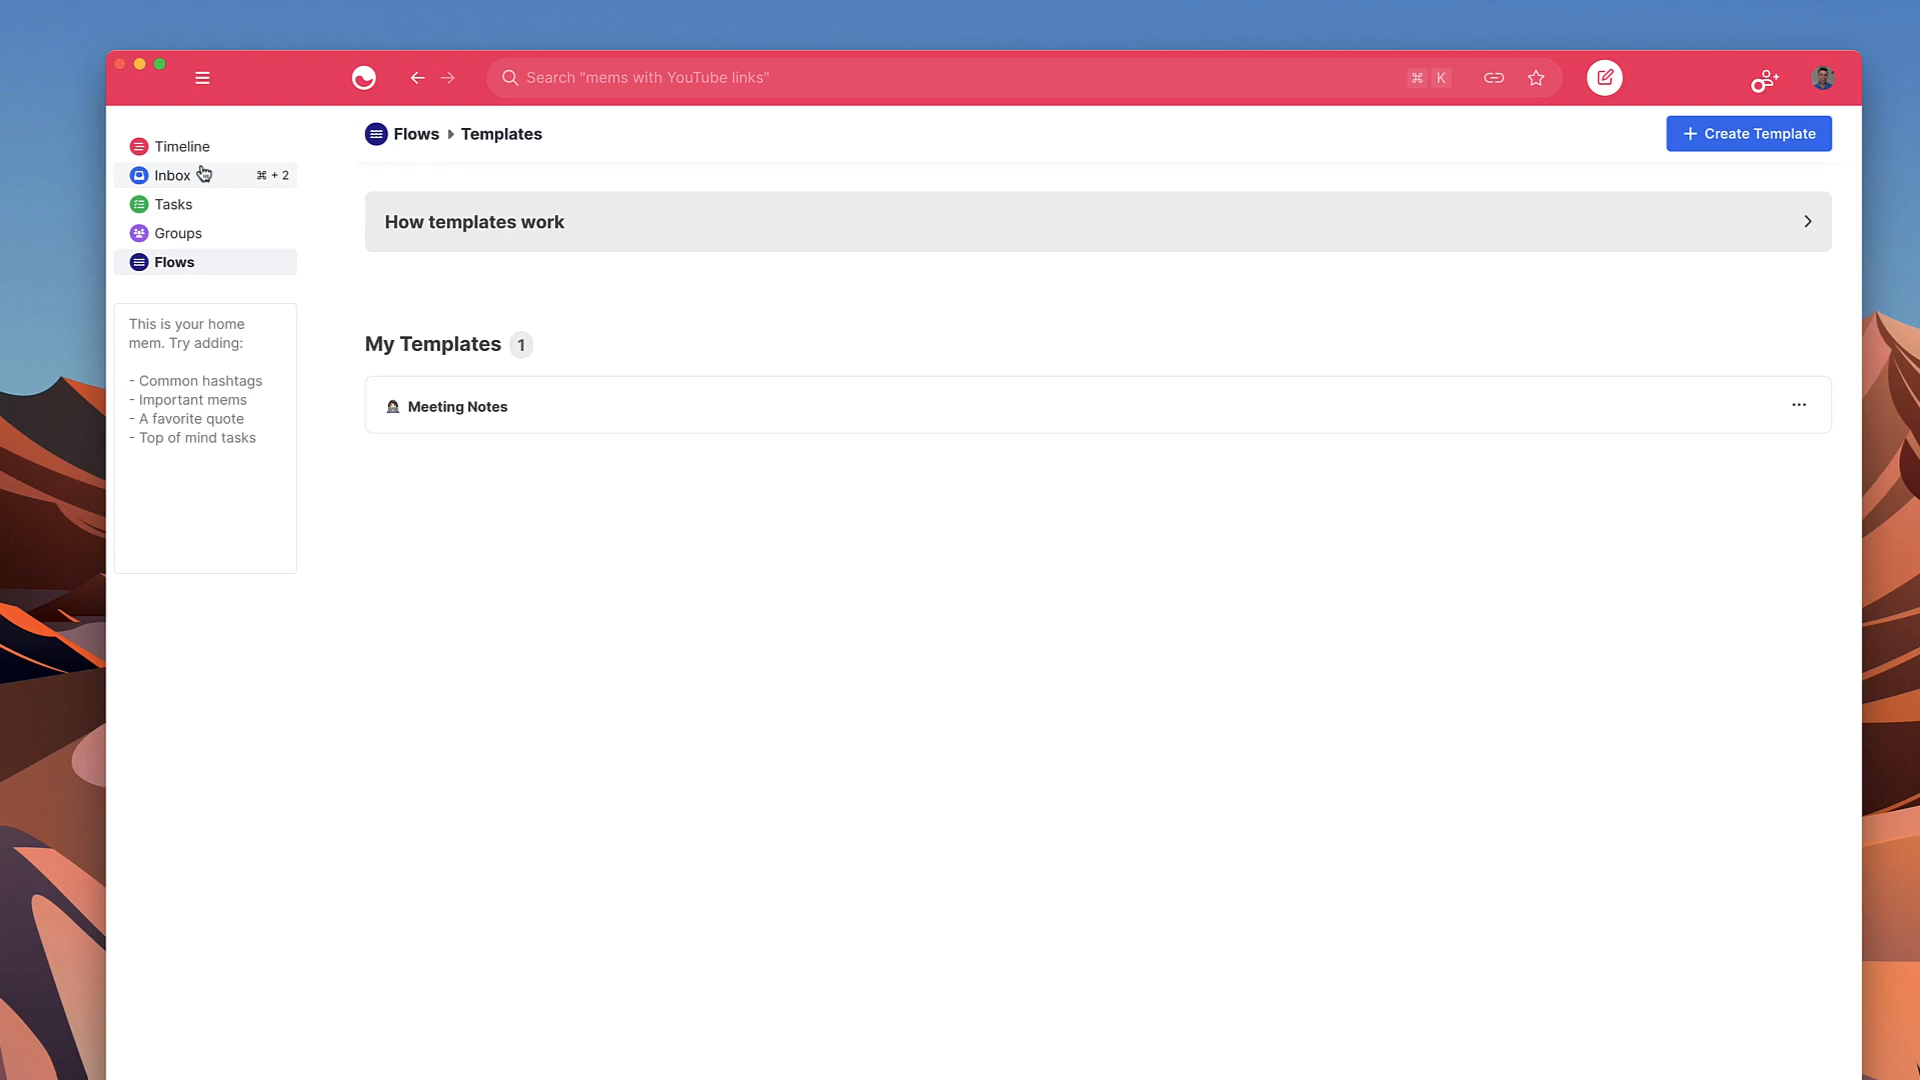 Search "mems with YouTube links"
⌘ K
Timeline
Inbox ⌘ + 2
Tasks
Groups
Flows
This is your home
mem. Try adding:
- Common hashtags
- Important mems
- A favorite quote
- Top of mind tasks
Flows Templates
+ Create Template
How templates work
My Templates 1
Meeting Notes